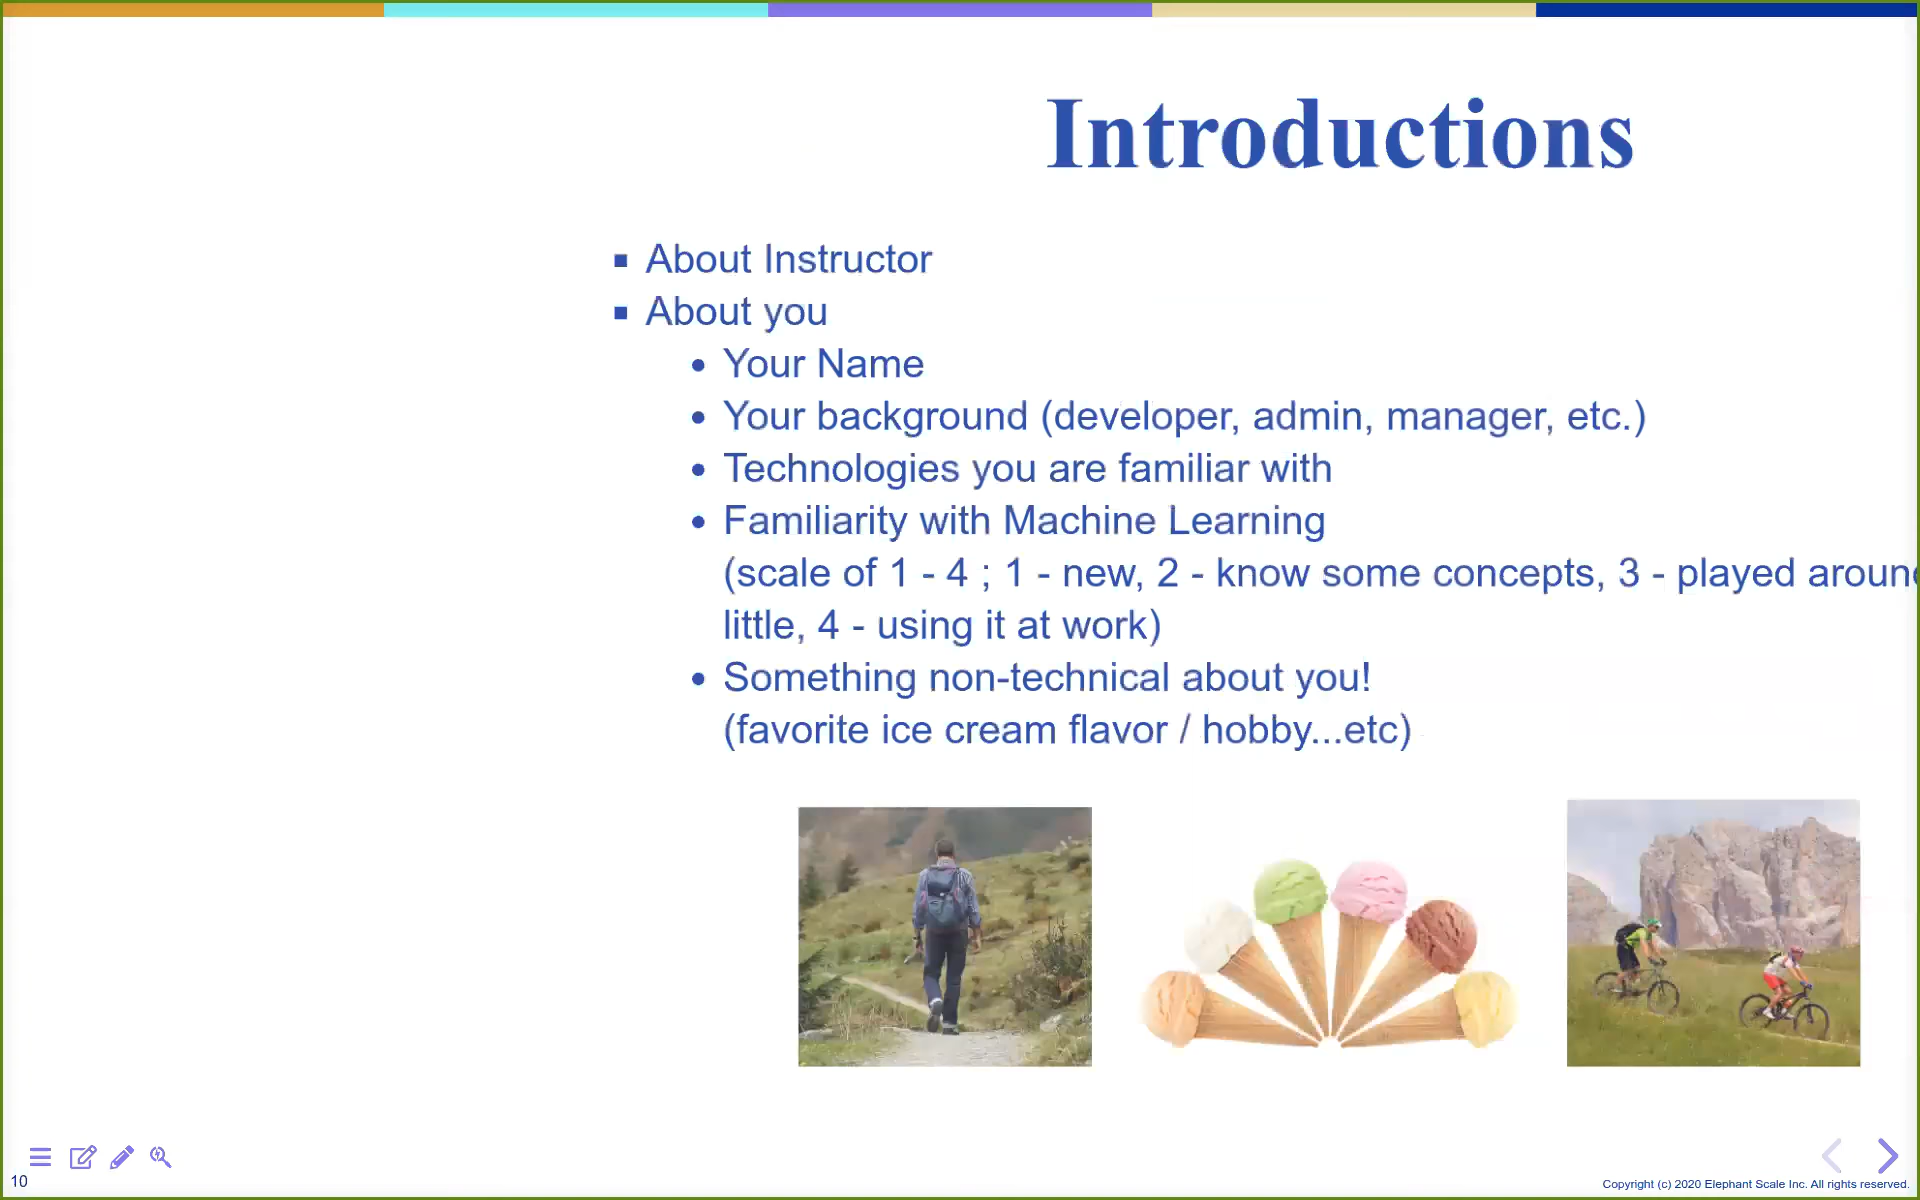 Introductions
About Instructor
About you
Your Name
Your background (developer, admin, manager, etc.)
Technologies you are familiar with
Familiarity with Machine Learning
(scale of 1 - 4 ; 1 - new, 2 - know some concepts, 3 - played
little, 4 - using it at work)
Something non-technical about you!
(favorite ice cream flavor / hobby...etc)
10
Copyright (c) 2020 Elephant Scale Inc. All rights reserved.